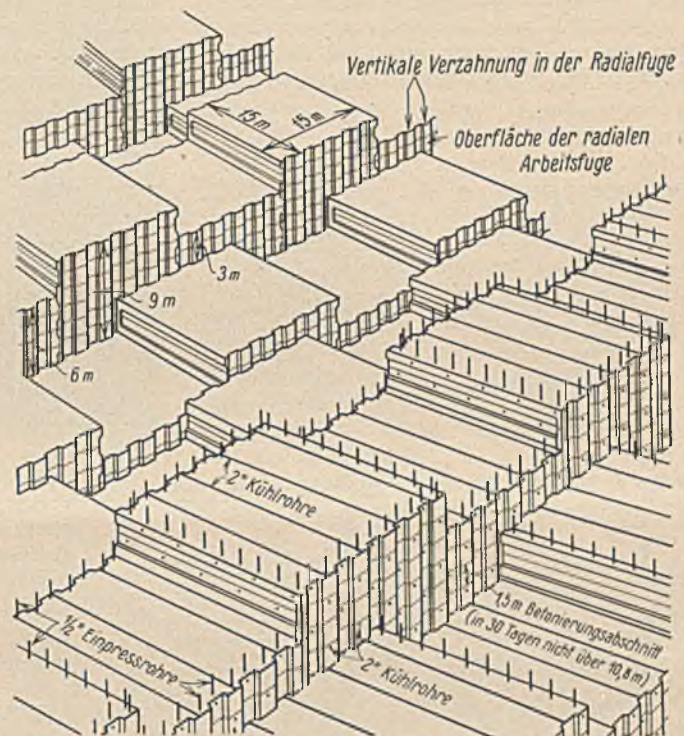 Vertikale Verzahnung in der Radialfuge
15 m
15 m
Oberfläche der radialen
Arbeitsfuge
3 m
9 m
6 m
2" Kühlrohre
1,5 m Betonierungsabschnitt
(in 30 Tagen nicht über 10,8 m)
1/2" Einpressrohre
2" Kühlrohre